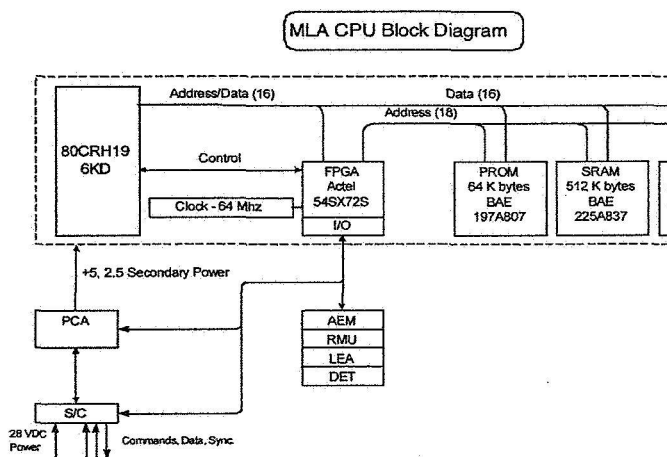 MLA CPU Block Diagram
Address/Data (16)
Data (16)
Address (18)
80CRH19
6KD
Control
FPGA
Actel
54SX72S
I/O
PROM
64 K bytes
BAE
197A807
SRAM
512 K bytes
BAE
225A837
Clock - 64 Mhz
+5, 2.5 Secondary Power
PCA
AEM
RMU
LEA
DET
S/C
28 VDC
Power
Commands, Data, Sync.